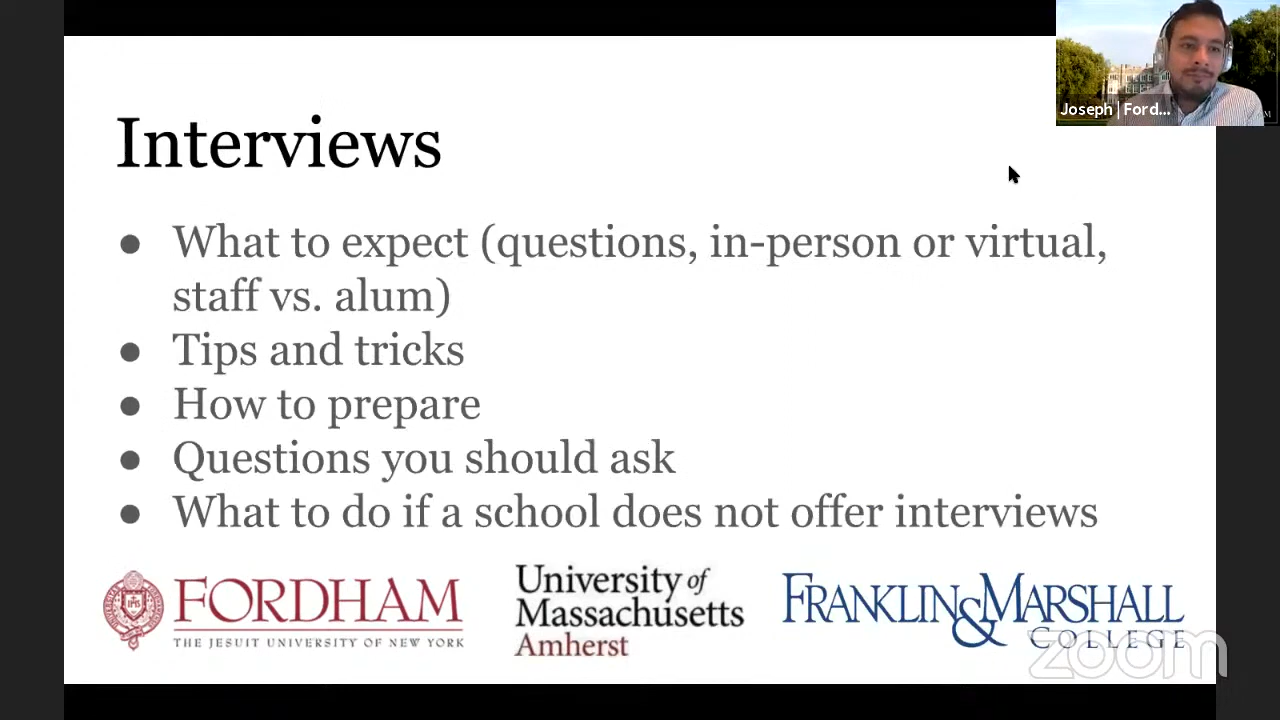 Joseph | Ford...
Interviews
● What to expect (questions, in-person or virtual,
staff vs. alum)
● Tips and tricks
● How to prepare
● Questions you should ask
● What to do if a school does not offer interviews
FORDHAM
THE JESUIT UNIVERSITY OF NEW YORK
University of
Massachusetts
Amherst
FRANKLIN & MARSHALL
COLLEGE
zoom